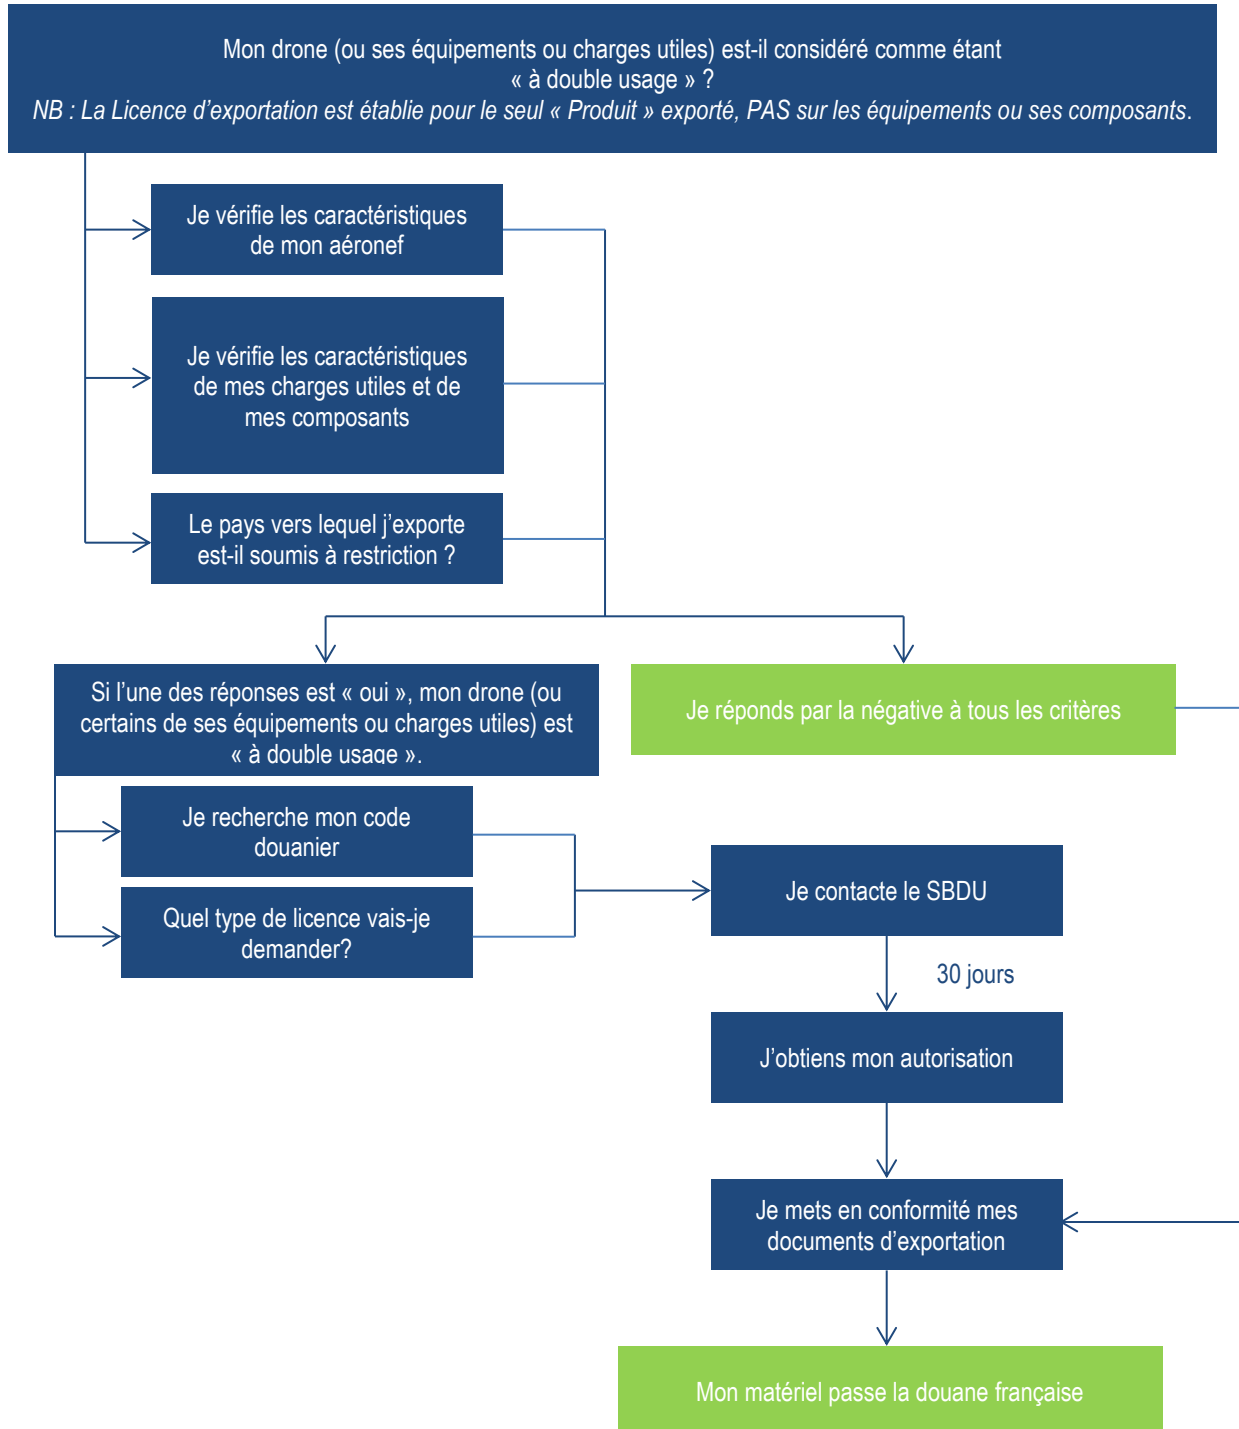 Mon drone (ou ses équipements ou charges utiles) est-il considéré comme étant
« à double usage » ?
NB : La Licence d’exportation est établie pour le seul « Produit » exporté, PAS sur les équipements ou ses composants.
Je vérifie les caractéristiques
de mon aéronef
Je vérifie les caractéristiques
de mes charges utiles et de
mes composants
Le pays vers lequel j’exporte
est-il soumis à restriction ?
Si l’une des réponses est « oui », mon drone (ou
certains de ses équipements ou charges utiles) est
« à double usage ».
Je réponds par la négative à tous les critères
Je recherche mon code
douanier
Quel type de licence vais-je
demander?
Je contacte le SBDU
30 jours
J’obtiens mon autorisation
Je mets en conformité mes
documents d’exportation
Mon matériel passe la douane française